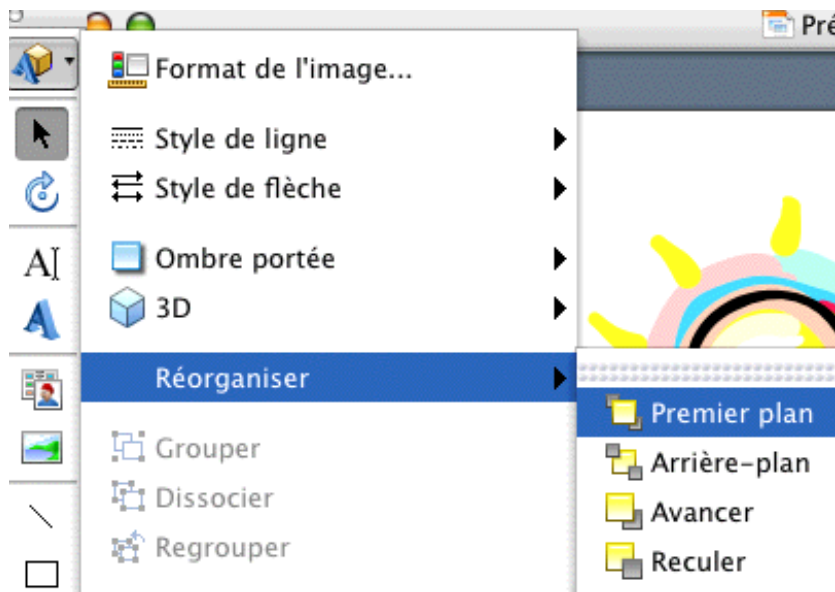 Pré
Format de l'image...
Style de ligne
Style de flèche
Ombre portée
3D
Réorganiser
Premier plan
Arrière-plan
Avancer
Reculer
Grouper
Dissocier
Regrouper